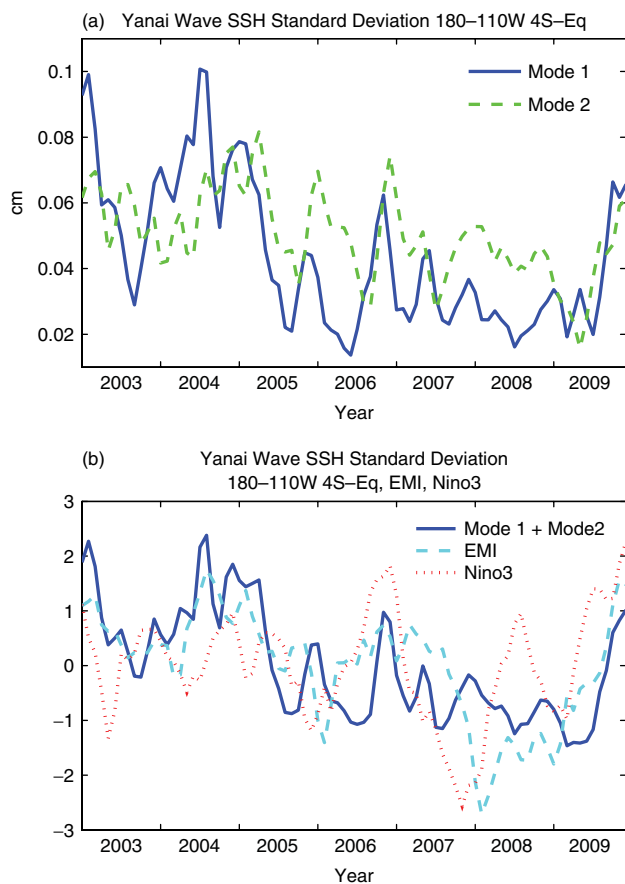 (a) Yanai Wave SSH Standard Deviation 180–110W 4S–Eq
0.1
0.08
0.06
0.04
0.02
cm
Mode 1
Mode 2
2003 2004 2005 2006 2007 2008 2009
Year
(b) Yanai Wave SSH Standard Deviation
180–110W 4S–Eq, EMI, Nino3
3
2
1
0
−1
−2
−3
Mode 1 + Mode2
EMI
Nino3
2003 2004 2005 2006 2007 2008 2009
Year